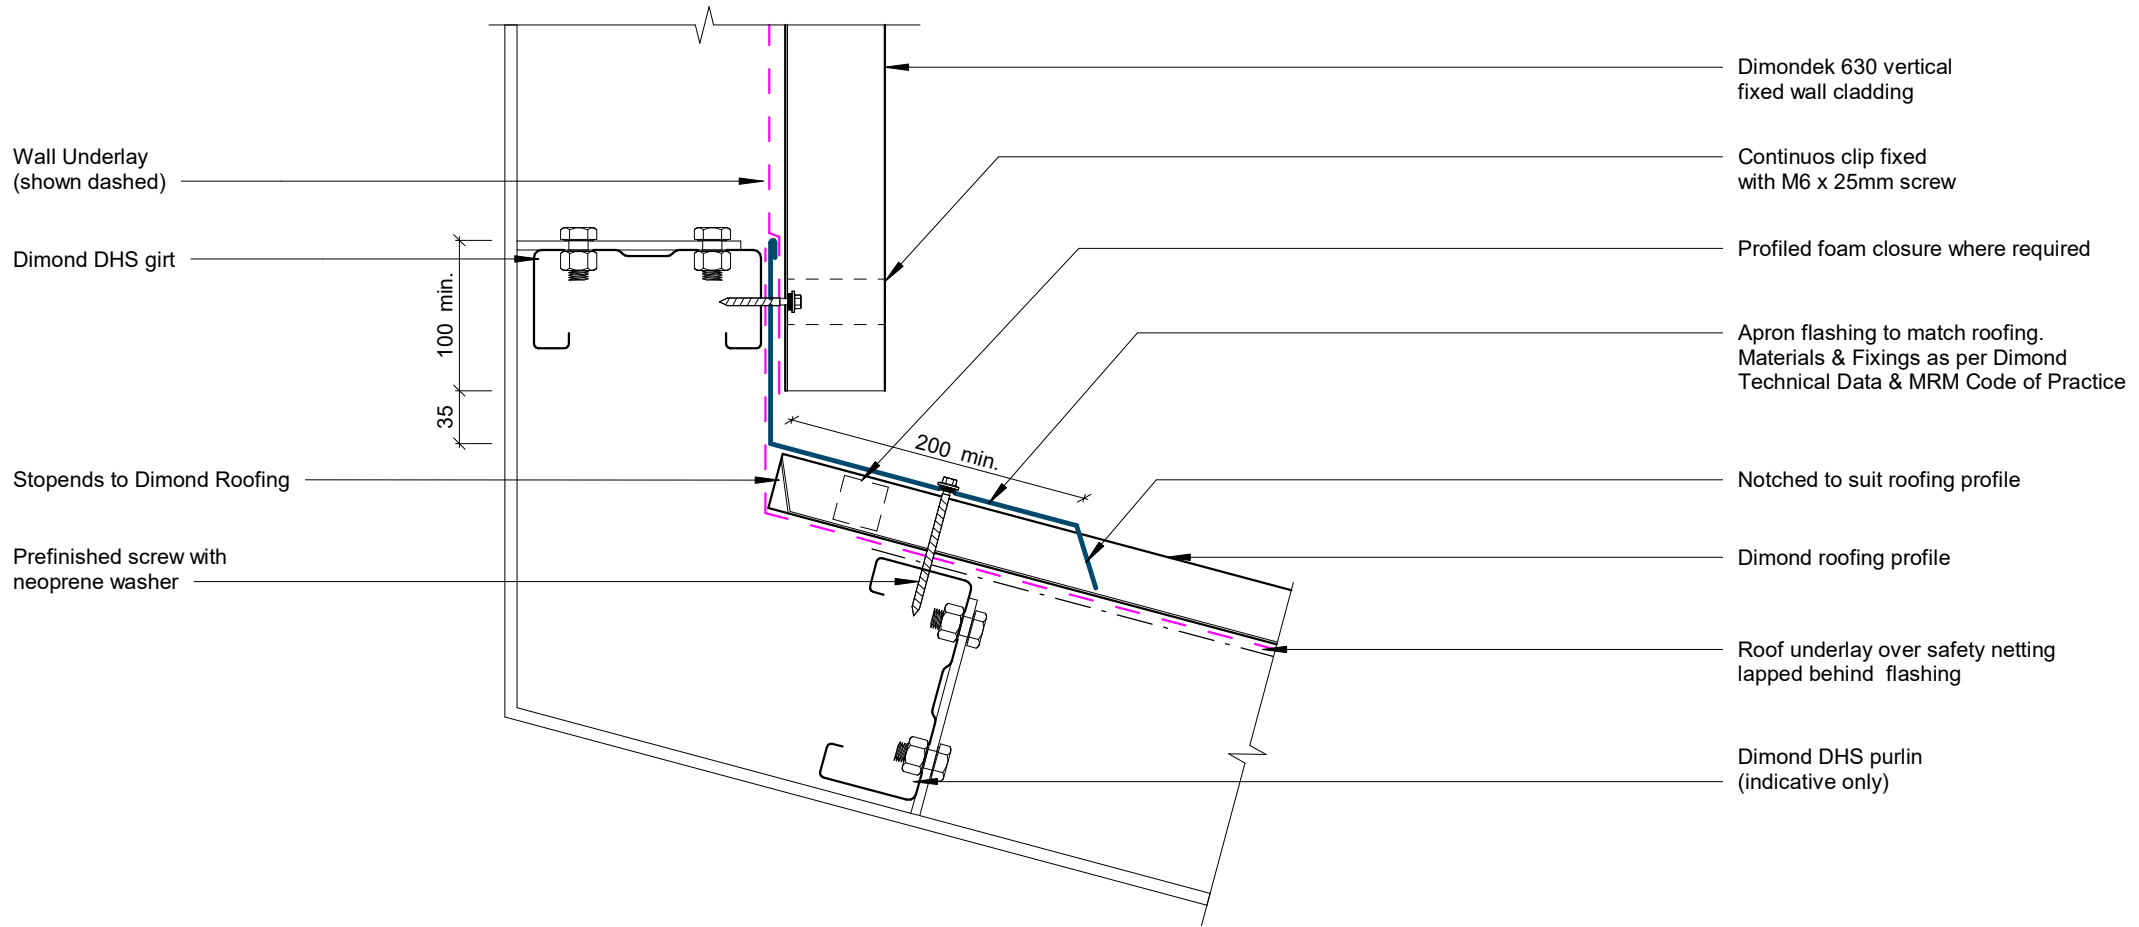 Wall Underlay
(shown dashed)
Dimond DHS girt
100 min.
35
Stopends to Dimond Roofing
Prefinished screw with
neoprene washer
200 min.
Dimondek 630 vertical
fixed wall cladding
Continuos clip fixed
with M6 x 25mm screw
Profiled foam closure where required
Apron flashing to match roofing.
Materials & Fixings as per Dimond
Technical Data & MRM Code of Practice
Notched to suit roofing profile
Dimond roofing profile
Roof underlay over safety netting
lapped behind flashing
Dimond DHS purlin
(indicative only)